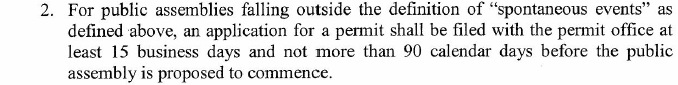 2. For public assemblies falling outside the definition of “spontaneous events” as
defined above, an application for a permit shall be filed with the permit office at
least 15 business days and not more than 90 calendar days before the public
assembly is proposed to commence.